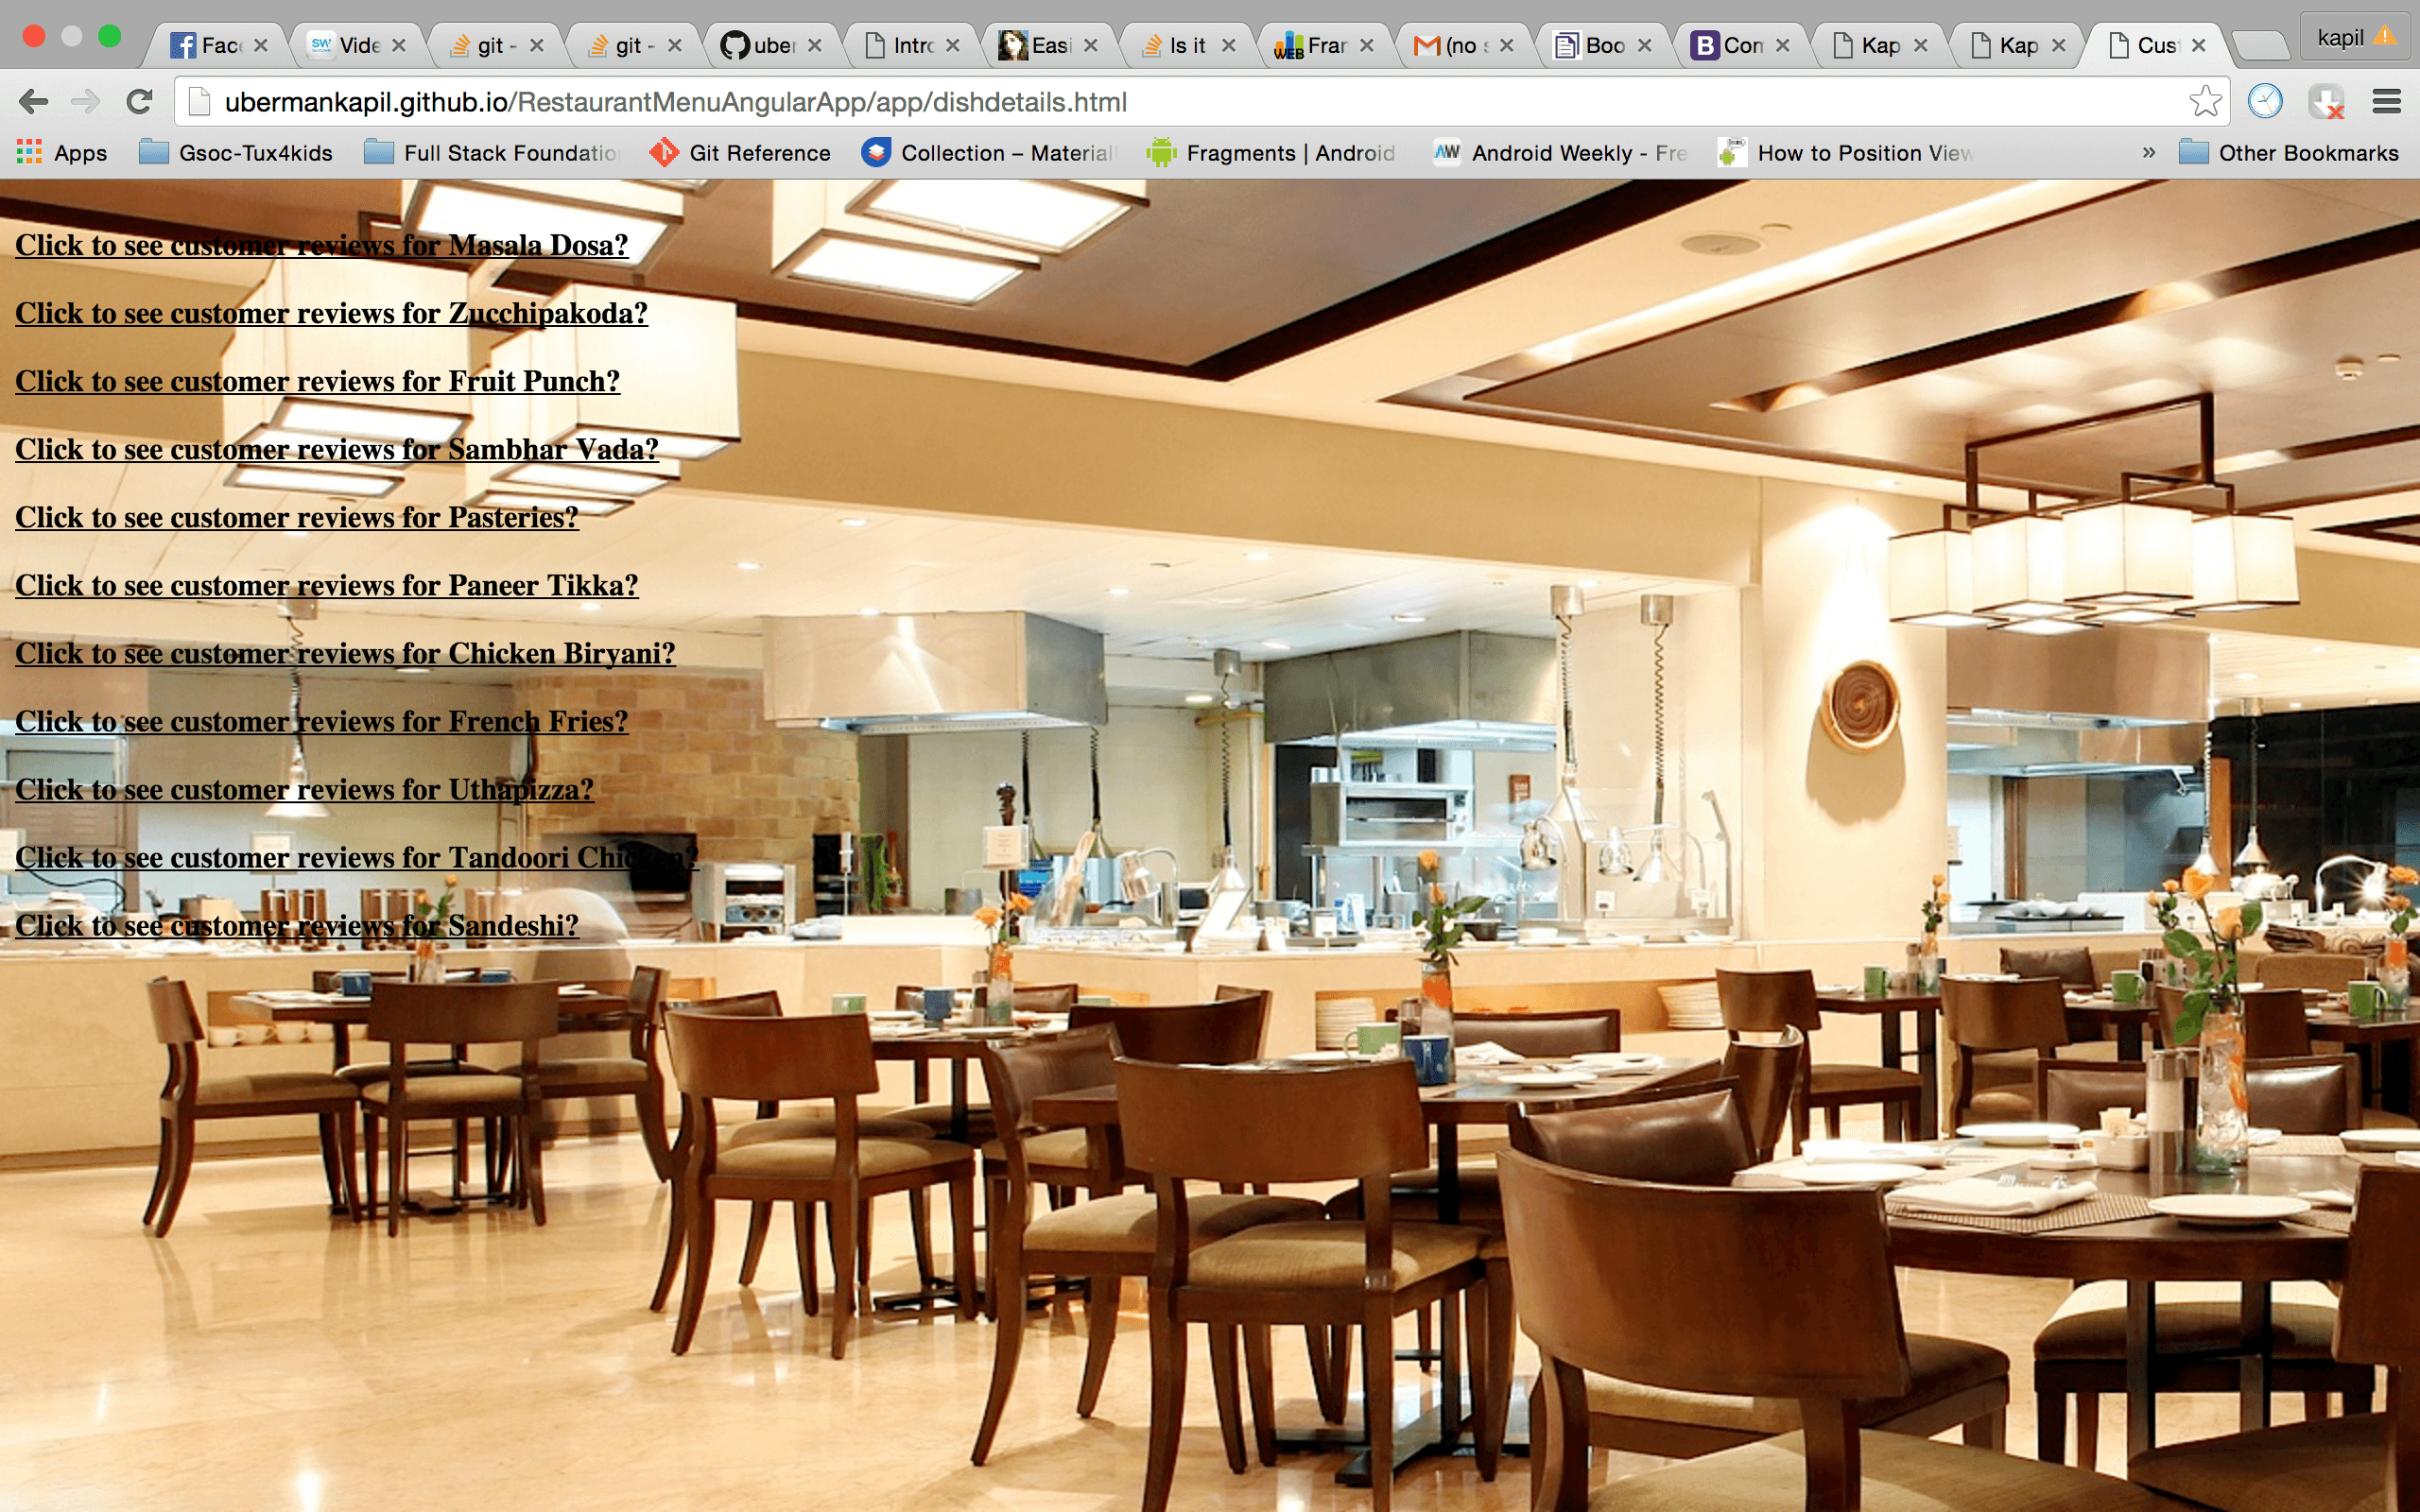 Fac
Vide
git -
git -
uber
Intro
Easi
Is it
WEB Fran
(no s
Boo
B Com
Kap
Kap
Cus
kapil
ubermankapil.github.io/RestaurantMenuAngularApp/app/dishdetails.html
Apps
Gsoc-Tux4kids
Full Stack Foundatio
Git Reference
Collection – Material
Fragments | Android
AW Android Weekly - Fre
How to Position View
»
Other Bookmarks
Click to see customer reviews for Masala Dosa?
Click to see customer reviews for Zucchipakoda?
Click to see customer reviews for Fruit Punch?
Click to see customer reviews for Sambhar Vada?
Click to see customer reviews for Pasteries?
Click to see customer reviews for Paneer Tikka?
Click to see customer reviews for Chicken Biryani?
Click to see customer reviews for French Fries?
Click to see customer reviews for Uthapizza?
Click to see customer reviews for Tandoori Chicken?
Click to see customer reviews for Sandeshi?